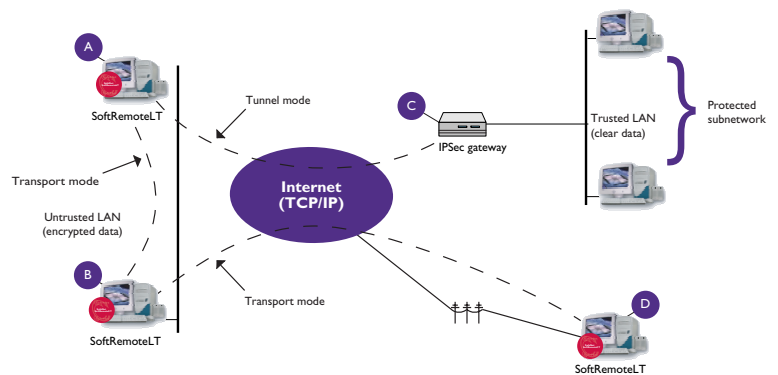 A
SoftRemoteLT
Tunnel mode
C
IPSec gateway
Trusted LAN
(clear data)
Protected
subnetwork
Transport mode
Internet
(TCP/IP)
Untrusted LAN
(encrypted data)
B
SoftRemoteLT
Transport mode
D
SoftRemoteLT